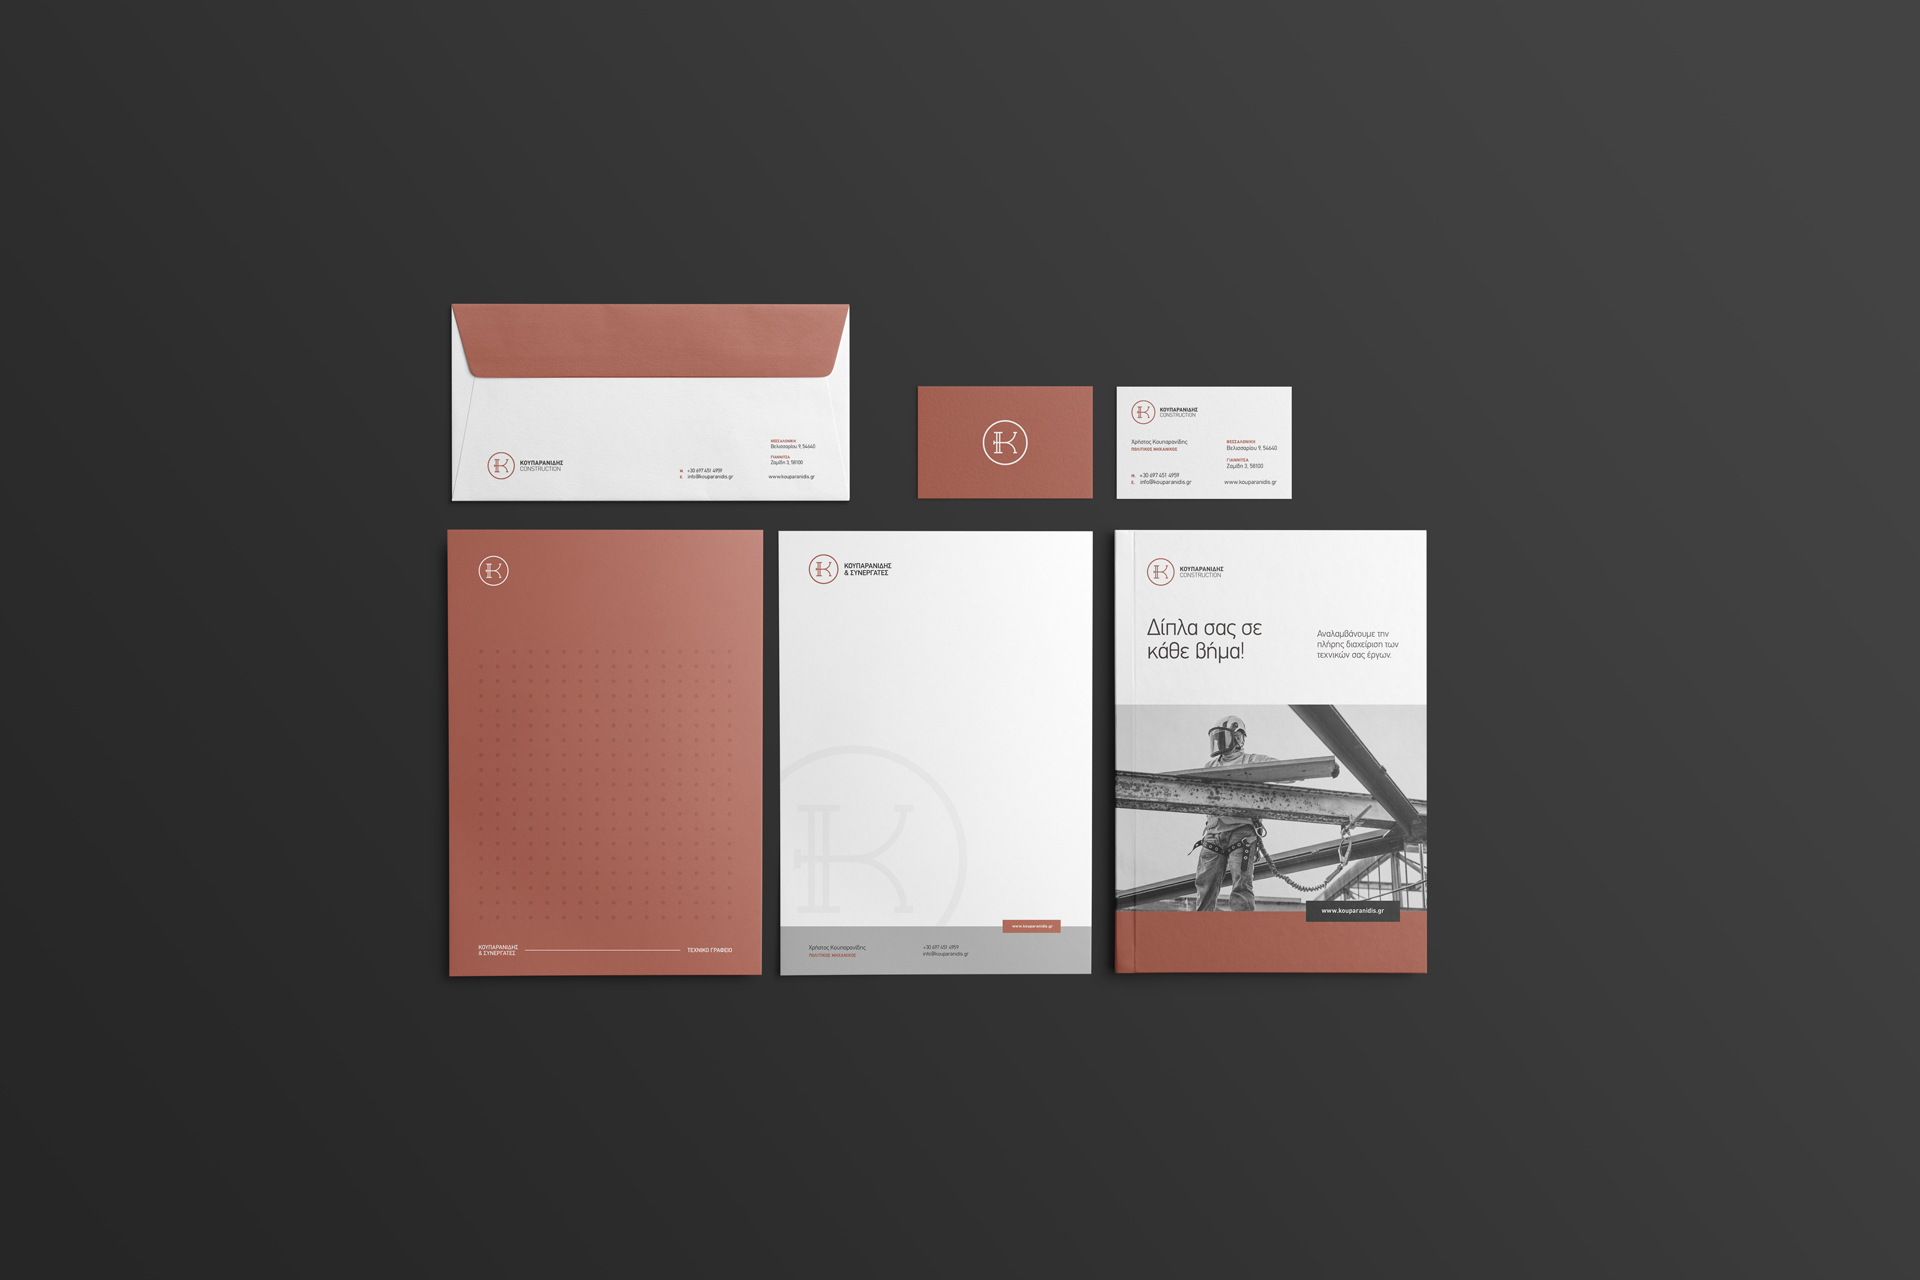 ΚΟΥΠΑΡΑΝΙΔΗΣ
CONSTRUCTION
Μ. +30 697 451 4959
E. info@kouparanidis.gr
ΘΕΣΣΑΛΟΝΙΚΗ
Βελισσαρίου 9, 54640
ΓΙΑΝΝΙΤΣΑ
Ζαμίδη 3, 58100
www.kouparanidis.gr
K
ΚΟΥΠΑΡΑΝΙΔΗΣ
CONSTRUCTION
Χρήστος Κουπαρανίδης
ΠΟΛΙΤΙΚΟΣ ΜΗΧΑΝΙΚΟΣ
Μ. +30 697 451 4959
E. info@kouparanidis.gr
ΘΕΣΣΑΛΟΝΙΚΗ
Βελισσαρίου 9, 54640
ΓΙΑΝΝΙΤΣΑ
Ζαμίδη 3, 58100
www.kouparanidis.gr
K
ΚΟΥΠΑΡΑΝΙΔΗΣ
& ΣΥΝΕΡΓΑΤΕΣ
ΤΕΧΝΙΚΟ ΓΡΑΦΕΙΟ
ΚΟΥΠΑΡΑΝΙΔΗΣ
& ΣΥΝΕΡΓΑΤΕΣ
K
www.kouparanidis.gr
Χρήστος Κουπαρανίδης
ΠΟΛΙΤΙΚΟΣ ΜΗΧΑΝΙΚΟΣ
+30 697 451 4959
info@kouparanidis.gr
ΚΟΥΠΑΡΑΝΙΔΗΣ
CONSTRUCTION
Δίπλα σας σε
κάθε βήμα!
Αναλαμβάνουμε την
πλήρης διαχείριση των
τεχνικών σας έργων.
www.kouparanidis.gr